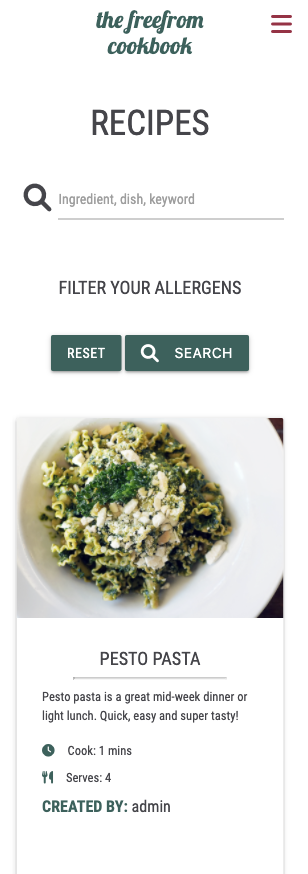 the freefrom
cookbook
RECIPES
Ingredient, dish, keyword
FILTER YOUR ALLERGENS
RESET
SEARCH
PESTO PASTA
Pesto pasta is a great mid-week dinner or
light lunch. Quick, easy and super tasty!
Cook: 1 mins
Serves: 4
CREATED BY: admin